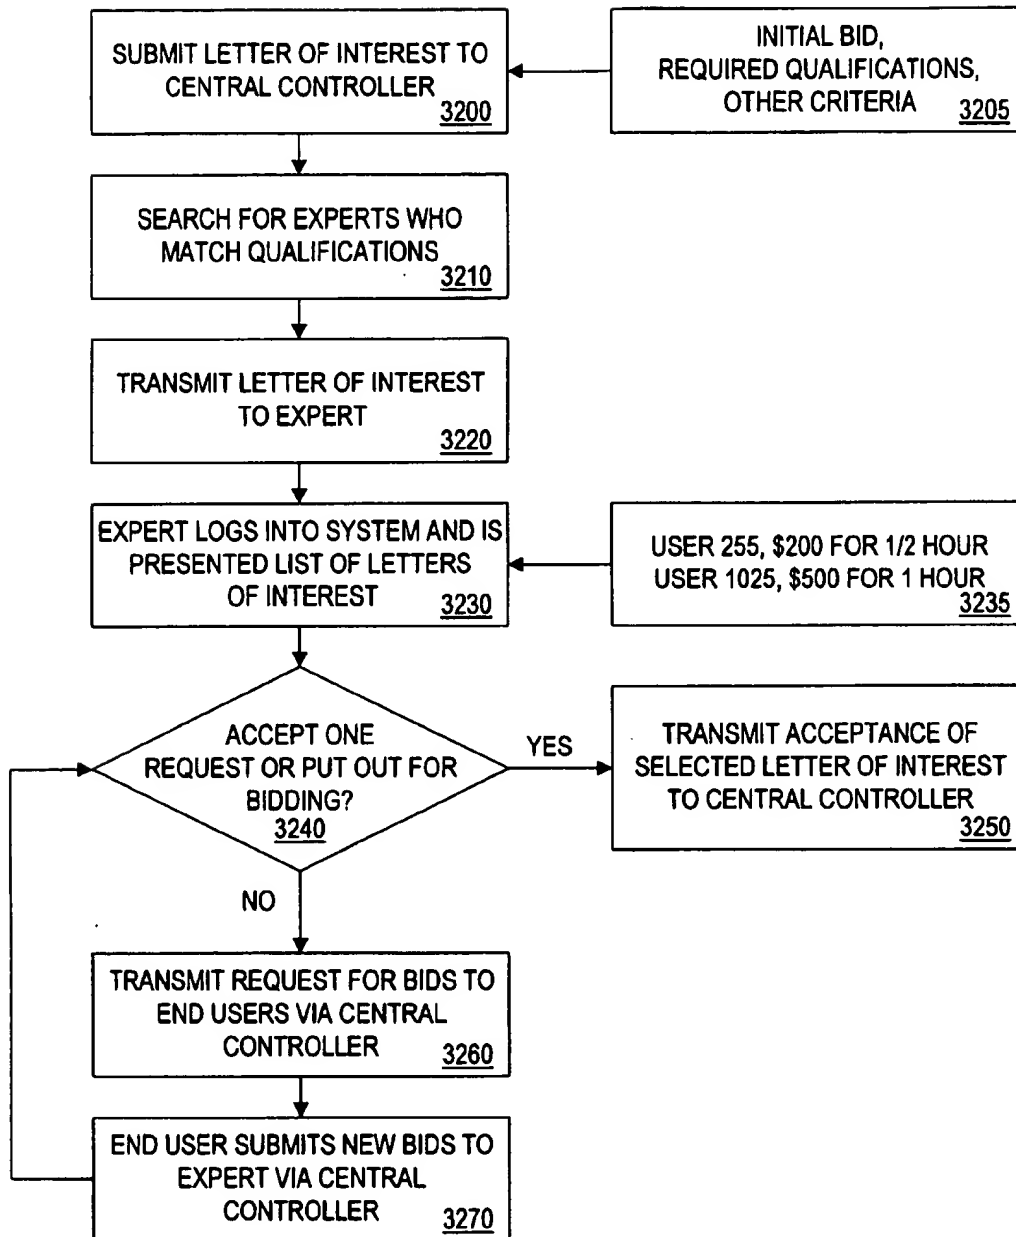 SUBMIT LETTER OF INTEREST TO
CENTRAL CONTROLLER
3200
INITIAL BID,
REQUIRED QUALIFICATIONS,
OTHER CRITERIA
3205
SEARCH FOR EXPERTS WHO
MATCH QUALIFICATIONS
3210
TRANSMIT LETTER OF INTEREST
TO EXPERT
3220
EXPERT LOGS INTO SYSTEM AND IS
PRESENTED LIST OF LETTERS
OF INTEREST
3230
USER 255, $200 FOR 1/2 HOUR
USER 1025, $500 FOR 1 HOUR
3235
ACCEPT ONE
REQUEST OR PUT OUT FOR
BIDDING?
3240
YES
TRANSMIT ACCEPTANCE OF
SELECTED LETTER OF INTEREST
TO CENTRAL CONTROLLER
3250
NO
TRANSMIT REQUEST FOR BIDS TO
END USERS VIA CENTRAL
CONTROLLER
3260
END USER SUBMITS NEW BIDS TO
EXPERT VIA CENTRAL
CONTROLLER
3270